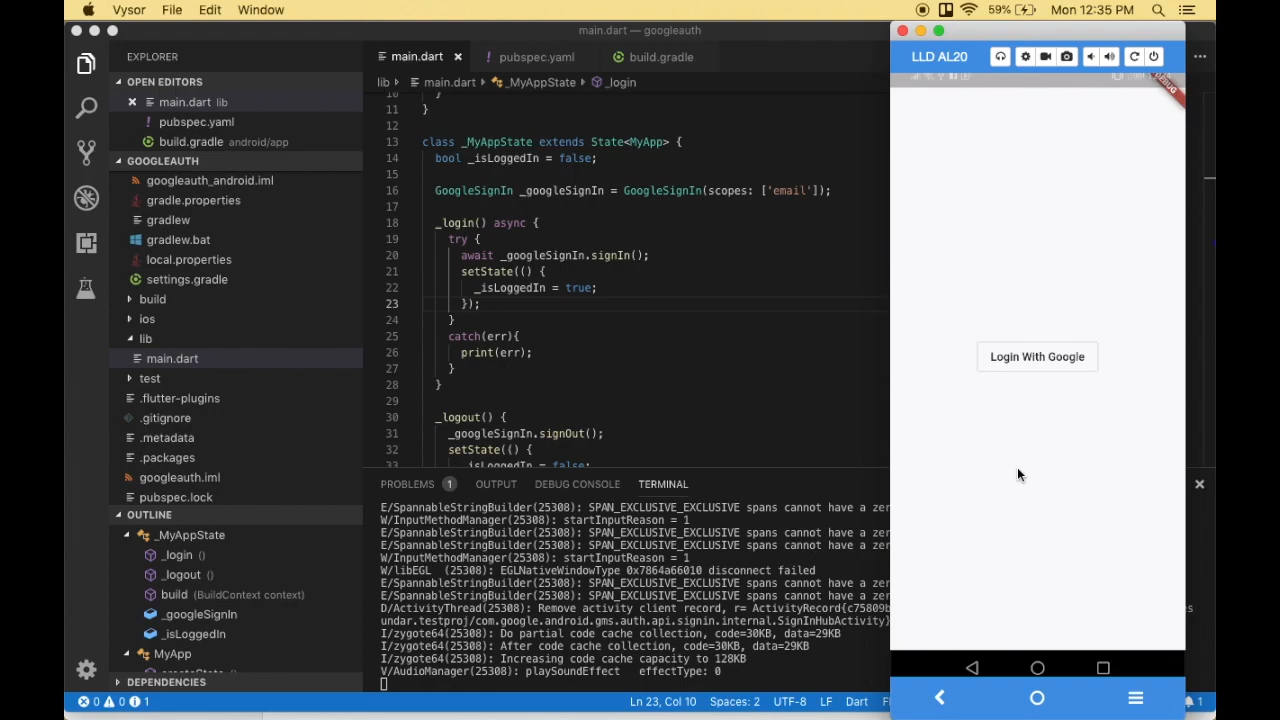 Vysor File Edit Window 59% Mon 12:35 PM
main.dart — googleauth
EXPLORER
OPEN EDITORS
main.dart lib
pubspec.yaml
build.gradle android/app
GOOGLEAUTH
googleauth_android.iml
gradle.properties
gradlew
gradlew.bat
local.properties
settings.gradle
build
ios
lib
main.dart
test
.flutter-plugins
.gitignore
.metadata
.packages
googleauth.iml
pubspec.lock
OUTLINE
_MyAppState
_login ()
_logout ()
build (BuildContext context)
_googleSignIn
_isLoggedIn
MyApp
DEPENDENCIES
main.dart pubspec.yaml build.gradle
lib main.dart _MyAppState _login
10 }
11 }
12
13 class _MyAppState extends State<MyApp> {
14 bool _isLoggedIn = false;
15
16 GoogleSignIn _googleSignIn = GoogleSignIn(scopes: ['email']);
17
18 _login() async {
19 try {
20 await _googleSignIn.signIn();
21 setState(() {
22 _isLoggedIn = true;
23 });
24 }
25 catch(err){
26 print(err);
27 }
28 }
29
30 _logout() {
31 _googleSignIn.signOut();
32 setState(() {
33 _isLoggedIn = false;
PROBLEMS 1 OUTPUT DEBUG CONSOLE TERMINAL
E/SpannableStringBuilder(25308): SPAN_EXCLUSIVE_EXCLUSIVE spans cannot have a zer
W/InputMethodManager(25308): startInputReason = 1
E/SpannableStringBuilder(25308): SPAN_EXCLUSIVE_EXCLUSIVE spans cannot have a zer
E/SpannableStringBuilder(25308): SPAN_EXCLUSIVE_EXCLUSIVE spans cannot have a zer
W/InputMethodManager(25308): startInputReason = 1
W/libEGL (25308): EGLNativeWindowType 0x7864a66010 disconnect failed
E/SpannableStringBuilder(25308): SPAN_EXCLUSIVE_EXCLUSIVE spans cannot have a zer
E/SpannableStringBuilder(25308): SPAN_EXCLUSIVE_EXCLUSIVE spans cannot have a zer
D/ActivityThread(25308): Remove activity client record, r= ActivityRecord{c75809b es
undar.testproj/com.google.android.gms.auth.api.signin.internal.SignInHubActivity}
I/zygote64(25308): Do partial code cache collection, code=30KB, data=29KB
I/zygote64(25308): After code cache collection, code=30KB, data=29KB
I/zygote64(25308): Increasing code cache capacity to 128KB
V/AudioManager(25308): playSoundEffect effectType: 0
0 0 1 Ln 23, Col 10 Spaces: 2 UTF-8 LF Dart 1
LLD AL20
DEBUG
Login With Google